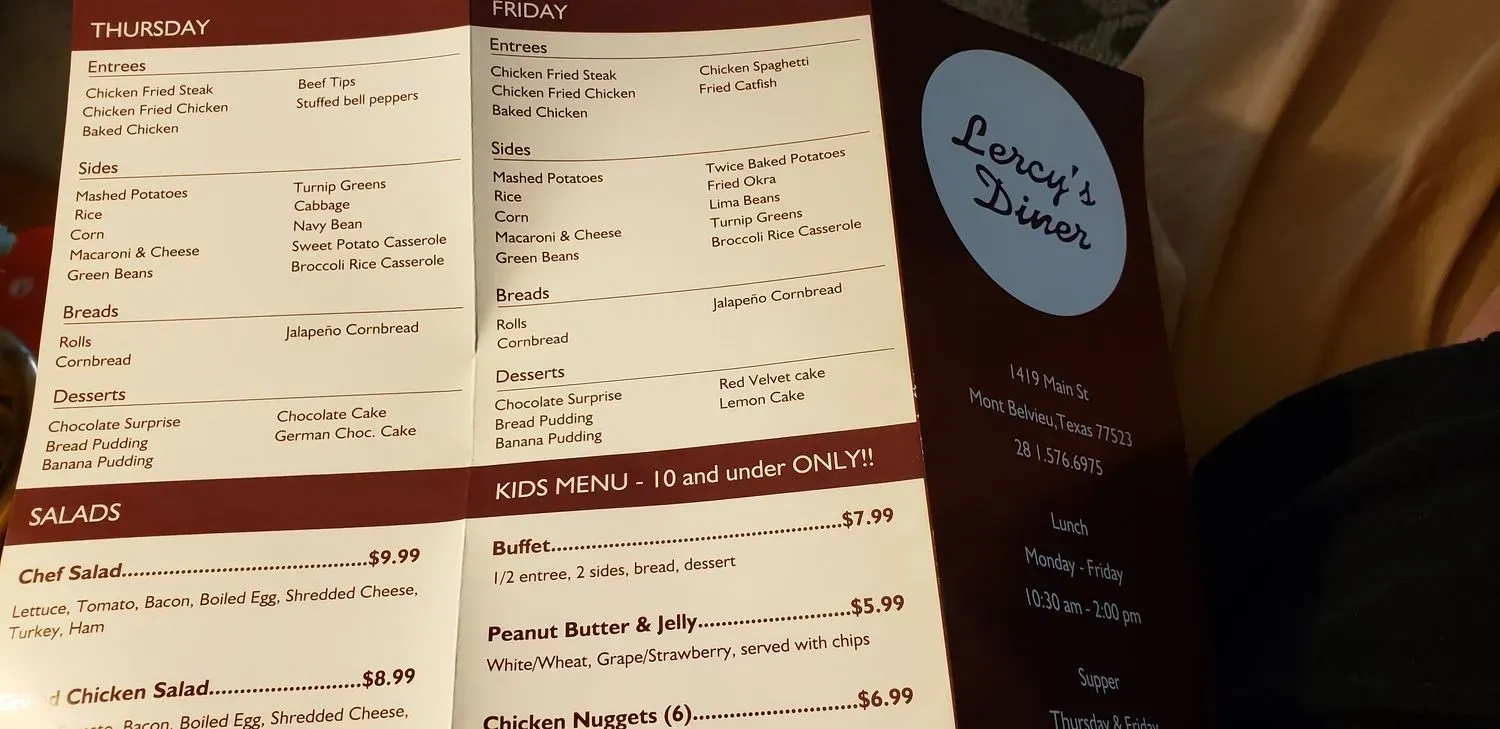 THURSDAY
Entrees
Chicken Fried Steak
Chicken Fried Chicken
Baked Chicken
Beef Tips
Stuffed bell peppers
Sides
Mashed Potatoes
Rice
Corn
Macaroni & Cheese
Green Beans
Turnip Greens
Cabbage
Navy Bean
Sweet Potato Casserole
Broccoli Rice Casserole
Breads
Rolls
Cornbread
Jalapeño Cornbread
Desserts
Chocolate Surprise
Bread Pudding
Banana Pudding
Chocolate Cake
German Choc. Cake
SALADS
Chef Salad........................................$9.99
Lettuce, Tomato, Bacon, Boiled Egg, Shredded Cheese,
Turkey, Ham
Chicken Salad.........................$8.99
Bacon, Boiled Egg, Shredded Cheese,
FRIDAY
Entrees
Chicken Fried Steak
Chicken Fried Chicken
Baked Chicken
Chicken Spaghetti
Fried Catfish
Sides
Mashed Potatoes
Rice
Corn
Macaroni & Cheese
Green Beans
Twice Baked Potatoes
Fried Okra
Lima Beans
Turnip Greens
Broccoli Rice Casserole
Breads
Rolls
Cornbread
Jalapeño Cornbread
Desserts
Chocolate Surprise
Bread Pudding
Banana Pudding
Red Velvet cake
Lemon Cake
KIDS MENU - 10 and under ONLY!!
Buffet...............................................$7.99
1/2 entree, 2 sides, bread, dessert
Peanut Butter & Jelly.........................$5.99
White/Wheat, Grape/Strawberry, served with chips
Chicken Nuggets (6)...........................$6.99
Lercy's
Diner
1419 Main St
Mont Belvieu,Texas 77523
281.576.6975
Lunch
Monday - Friday
10:30 am - 2:00 pm
Supper
Thursday & Friday